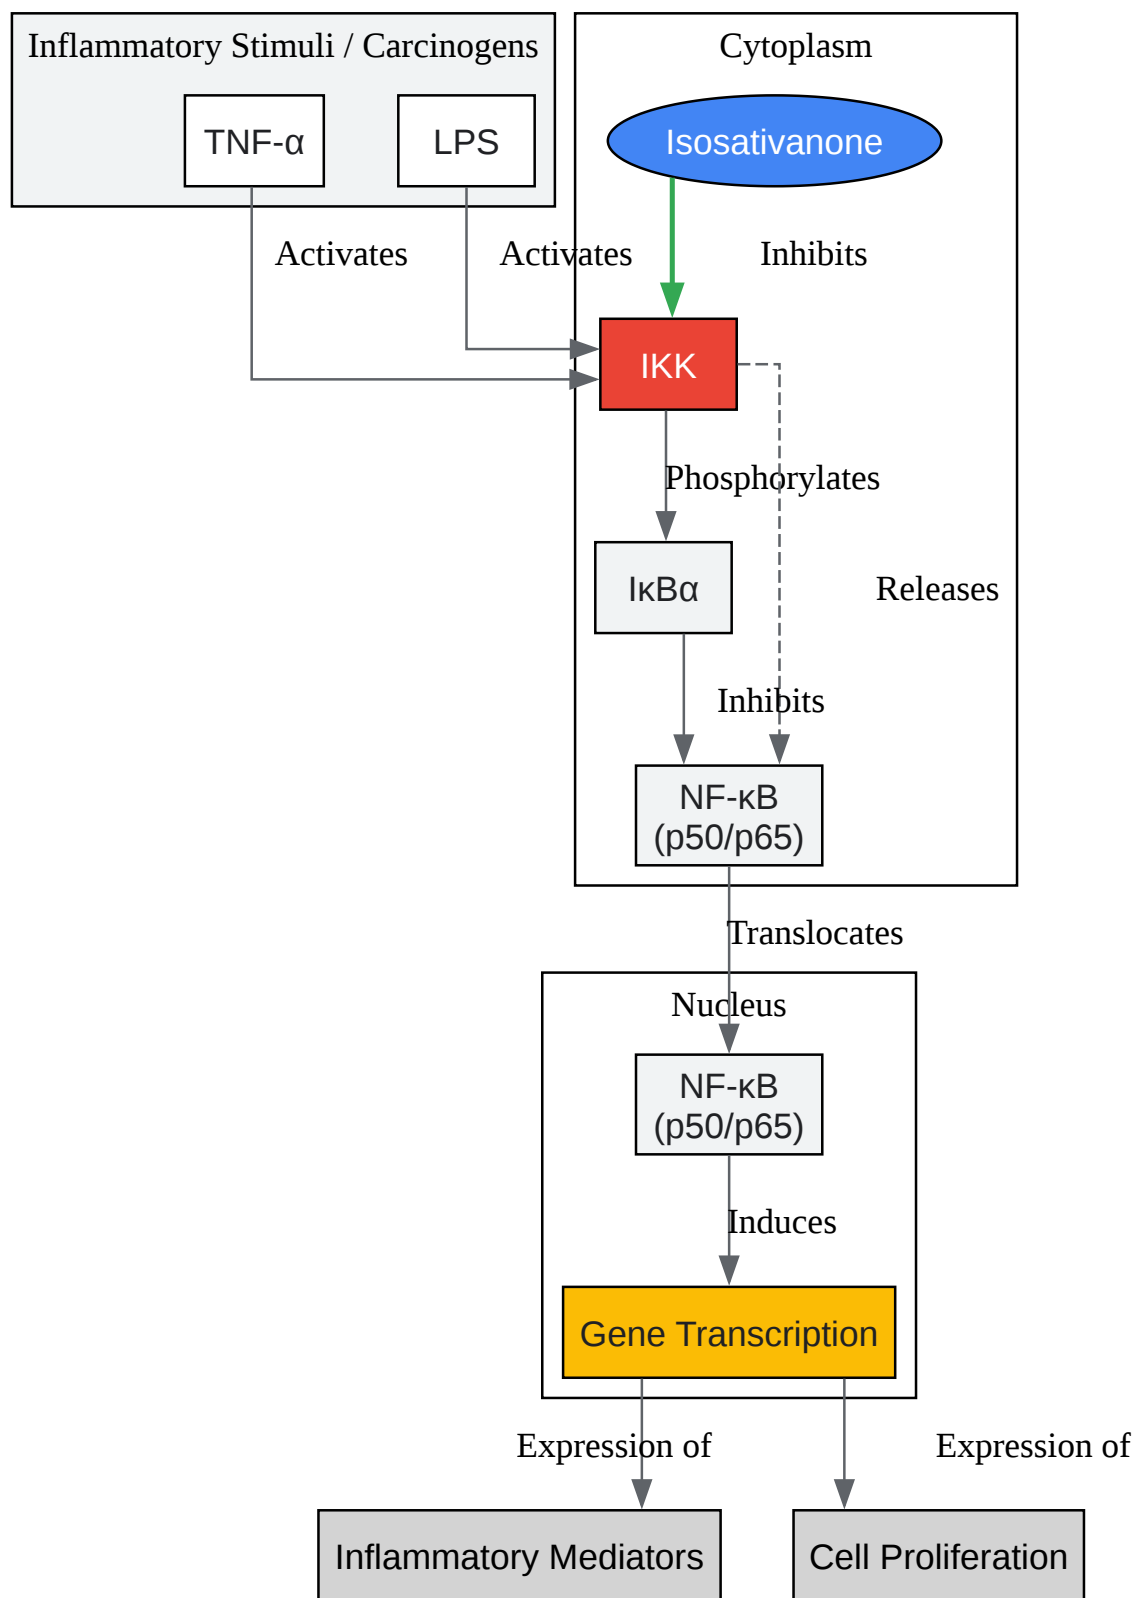 Inflammatory Stimuli / Carcinogens
Cytoplasm
TNF-α
LPS
Isosativanone
Activates
Activates
Inhibits
IKK
Phosphorylates
IκBα
Releases
Inhibits
NF-κB
(p50/p65)
Translocates
Nucleus
NF-κB
(p50/p65)
Induces
Gene Transcription
Expression of
Expression of
Inflammatory Mediators
Cell Proliferation